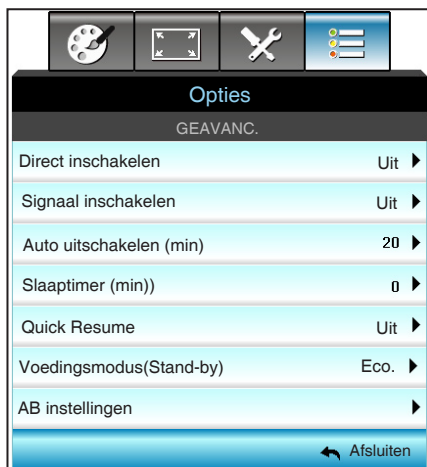 Opties
GEAVANC.
Direct inschakelen Uit
Signaal inschakelen Uit
Auto uitschakelen (min) 20
Slaaptimer (min)) 0
Quick Resume Uit
Voedingsmodus(Stand-by) Eco.
AB instellingen
Afsluiten